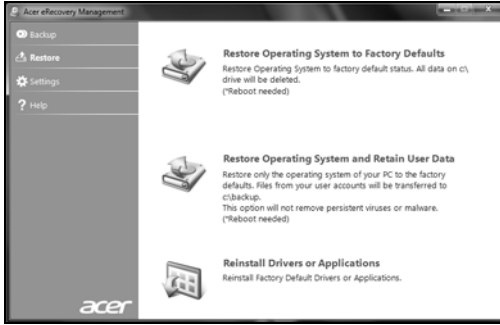 Acer eRecovery Management
Backup
Restore
Settings
Help
Restore Operating System to Factory Defaults
Restore Operating System to factory default status. All data on c:\
drive will be deleted.
(*Reboot needed)
Restore Operating System and Retain User Data
Restore only the operating system of your PC to the factory
defaults. Files from your user accounts will be transferred to
c:\backup.
This option will not remove persistent viruses or malware.
(*Reboot needed)
Reinstall Drivers or Applications
Reinstall Factory Default Drivers or Applications.
acer